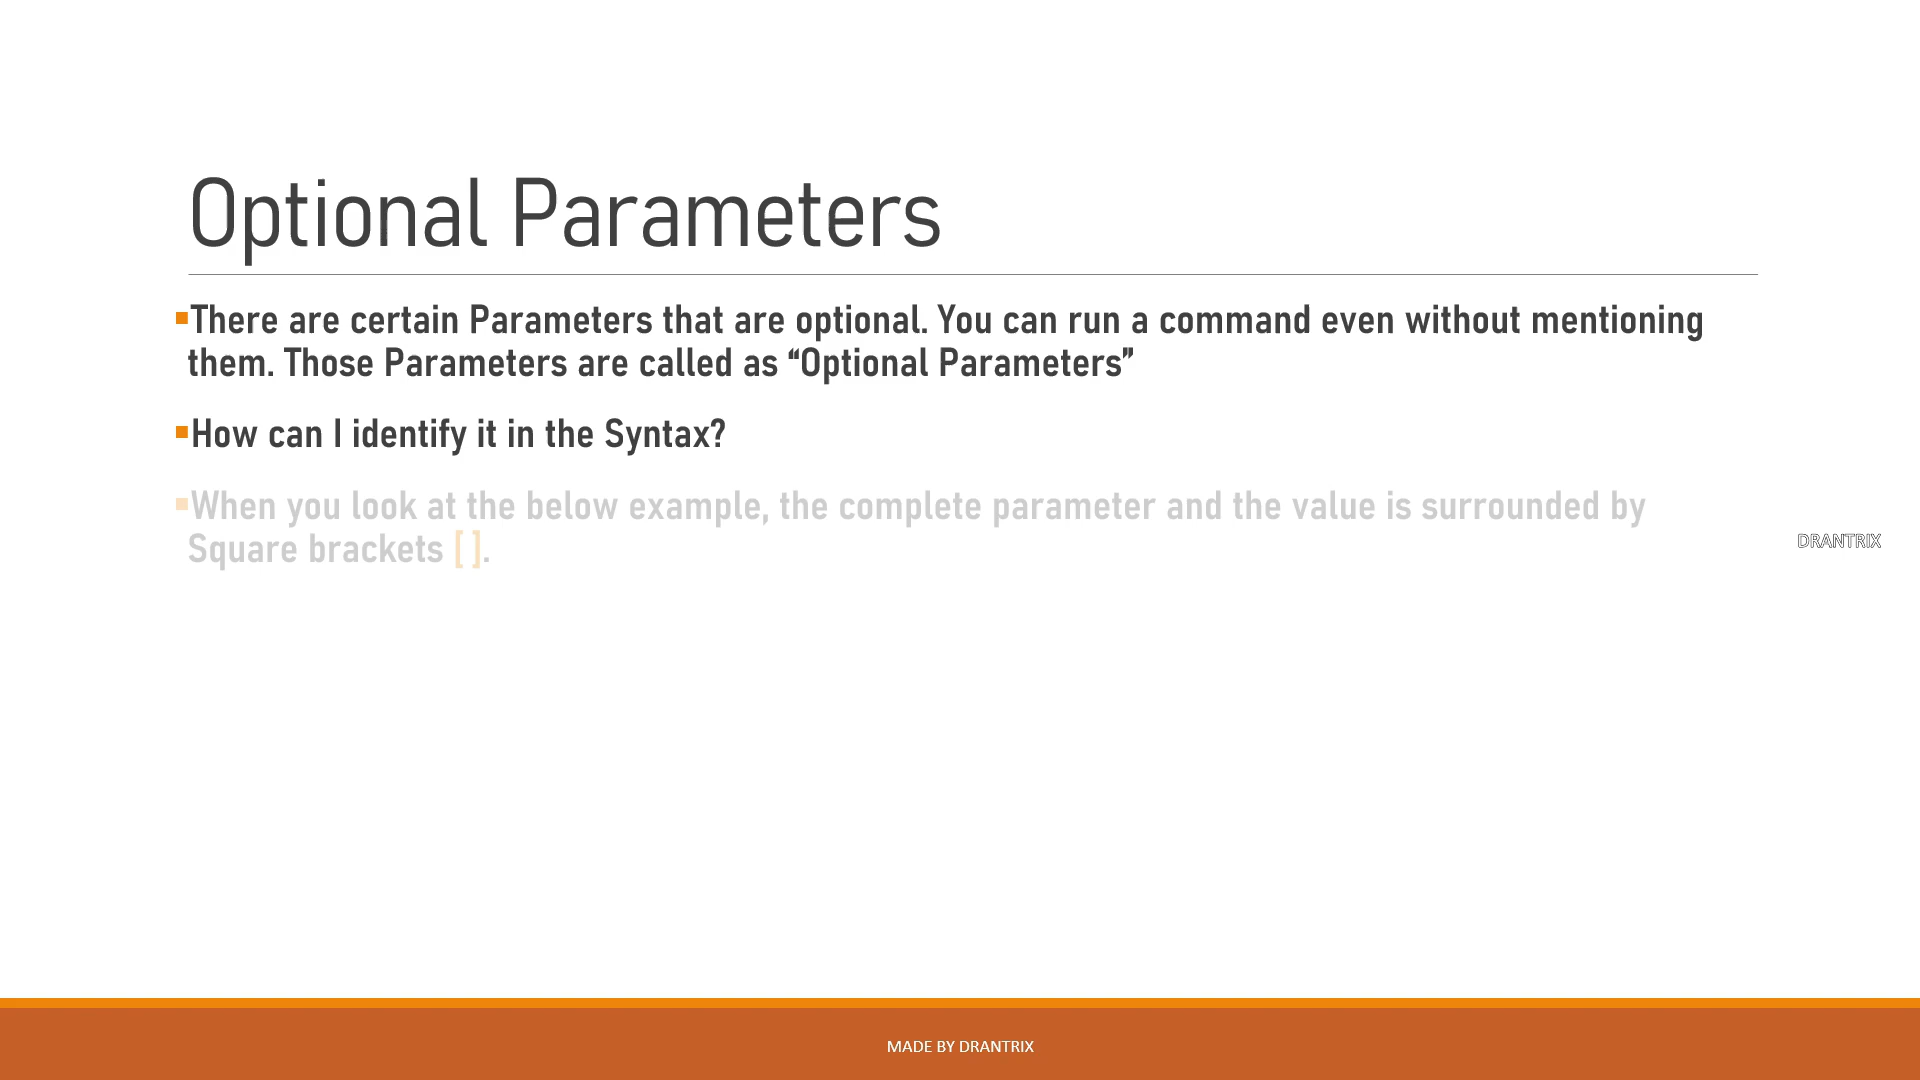 Optional Parameters
▪There are certain Parameters that are optional. You can run a command even without mentioning
them. Those Parameters are called as “Optional Parameters”
▪How can I identify it in the Syntax?
▪When you look at the below example, the complete parameter and the value is surrounded by
Square brackets [ ].
DRANTRIX
MADE BY DRANTRIX